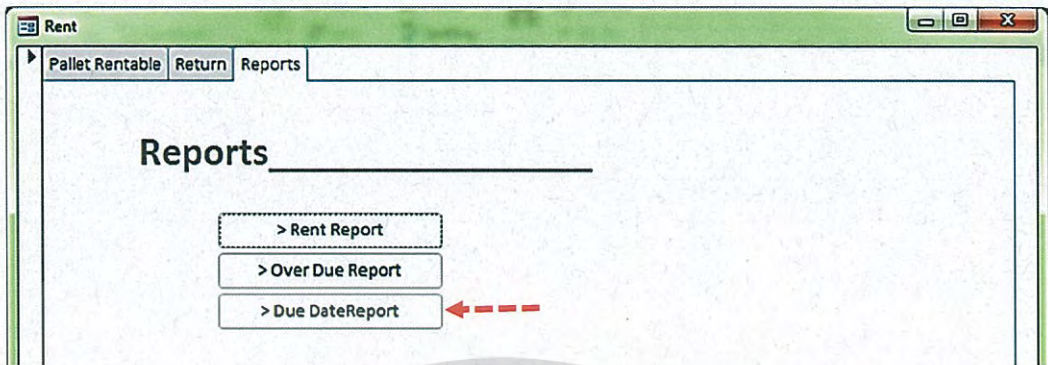 Rent
Pallet Rentable Return Reports
Reports
> Rent Report
> Over Due Report
> Due DateReport